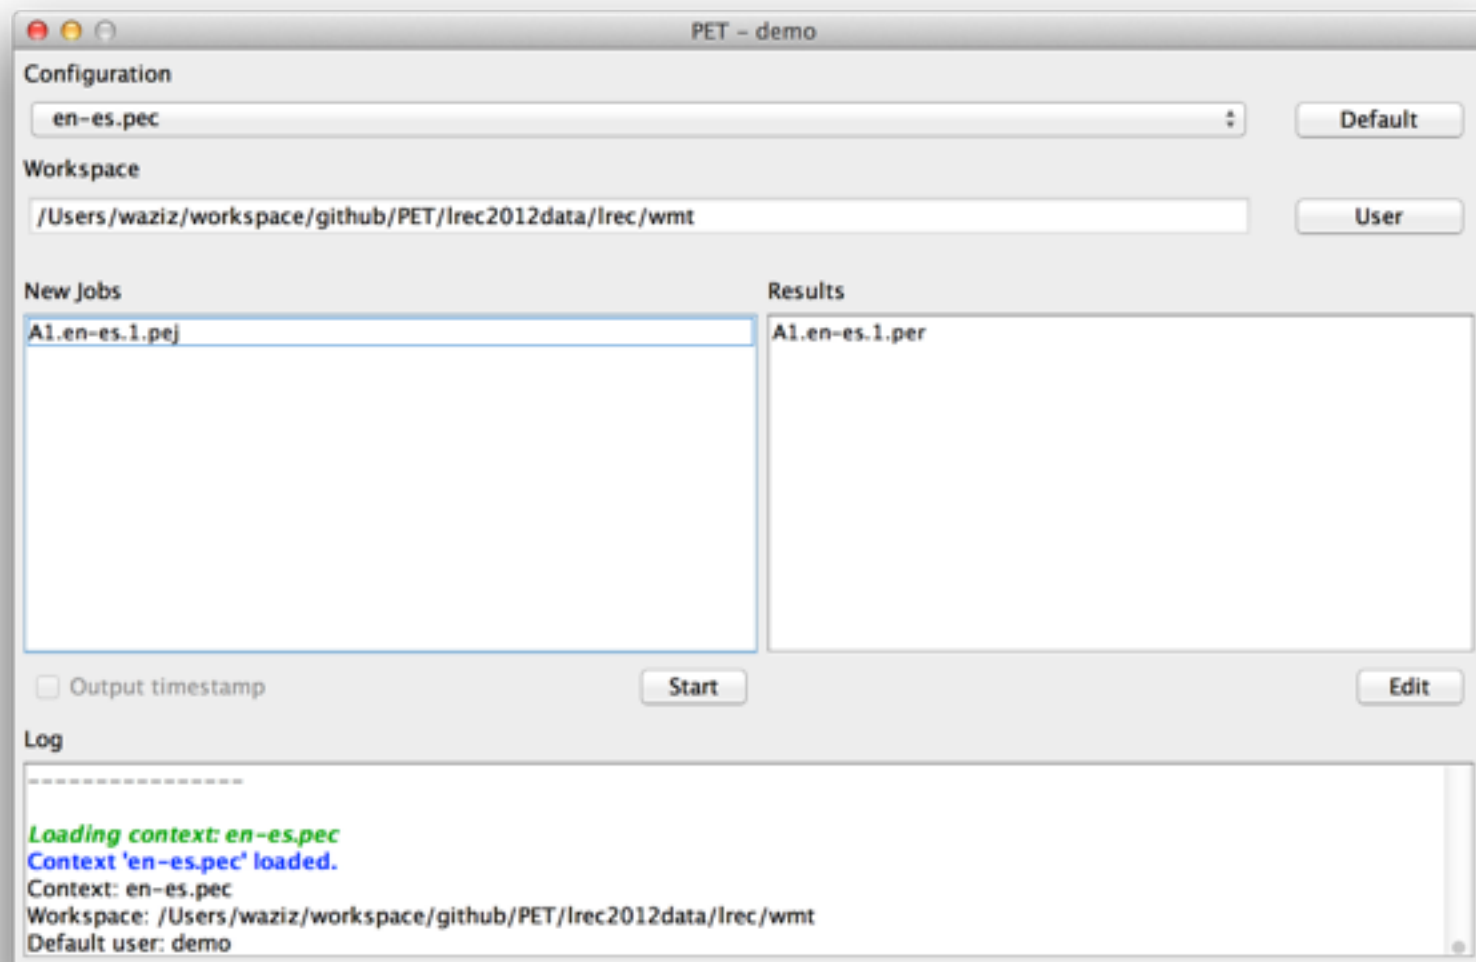 PET – demo
Configuration
en-es.pec
Default
Workspace
/Users/waziz/workspace/github/PET/lrec2012data/lrec/wmt
User
New Jobs
Results
A1.en-es.1.pej
A1.en-es.1.per
Output timestamp
Start
Edit
Log
----------------
Loading context: en-es.pec
Context 'en-es.pec' loaded.
Context: en-es.pec
Workspace: /Users/waziz/workspace/github/PET/lrec2012data/lrec/wmt
Default user: demo